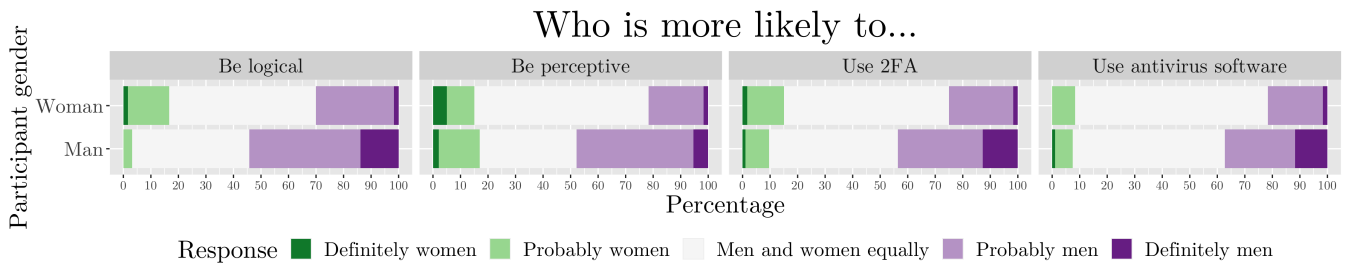 Who is more likely to...
Be logical
Be perceptive
Use 2FA
Use antivirus software
Participant gender
Woman
Man
0 10 20 30 40 50 60 70 80 90 100
0 10 20 30 40 50 60 70 80 90 100
0 10 20 30 40 50 60 70 80 90 100
0 10 20 30 40 50 60 70 80 90 100
Percentage
Response Definitely women Probably women Men and women equally Probably men Definitely men